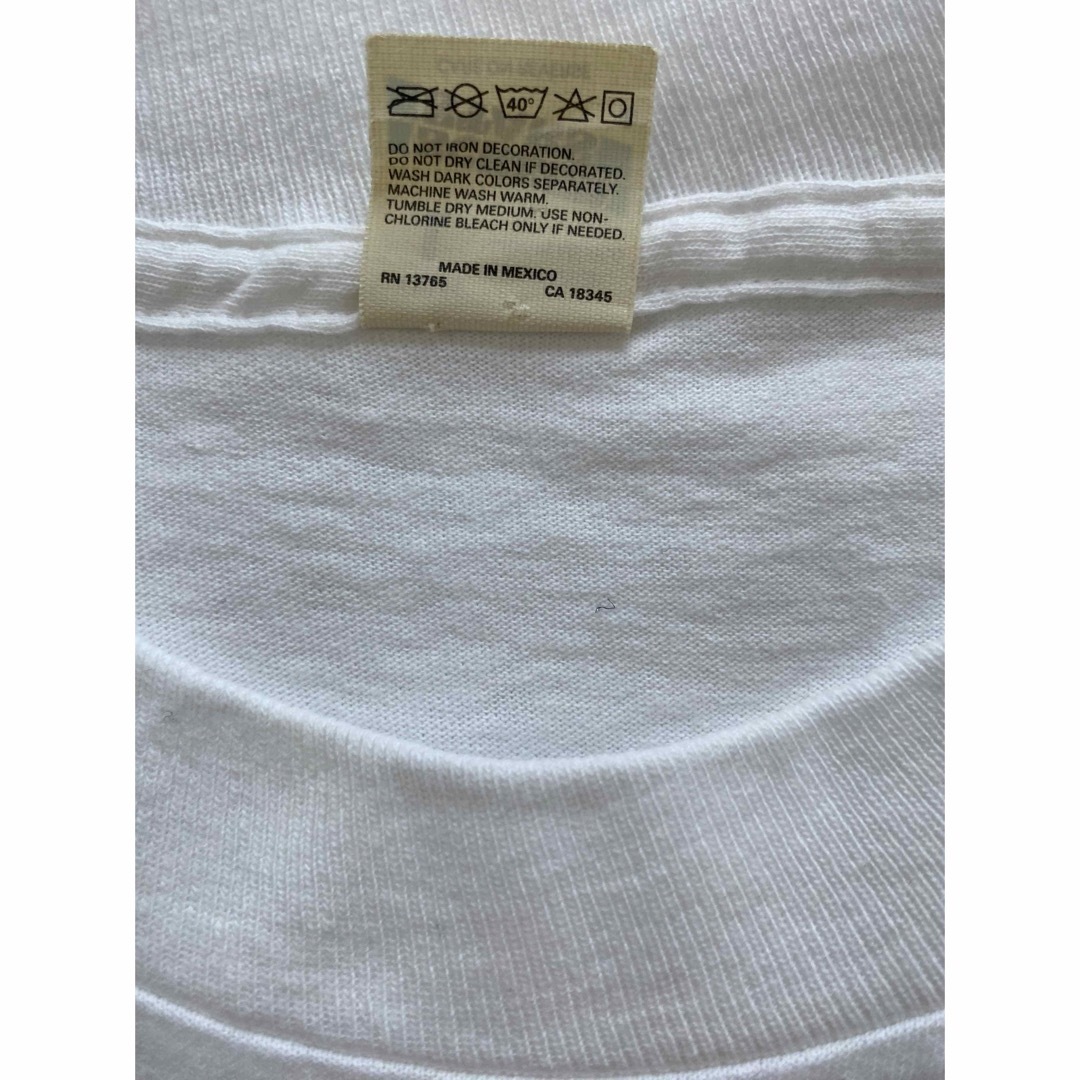 40°
DO NOT IRON DECORATION.
DO NOT DRY CLEAN IF DECORATED.
WASH DARK COLORS SEPARATELY.
MACHINE WASH WARM.
TUMBLE DRY MEDIUM. USE NON-
CHLORINE BLEACH ONLY IF NEEDED.
MADE IN MEXICO
RN 13765
CA 18345